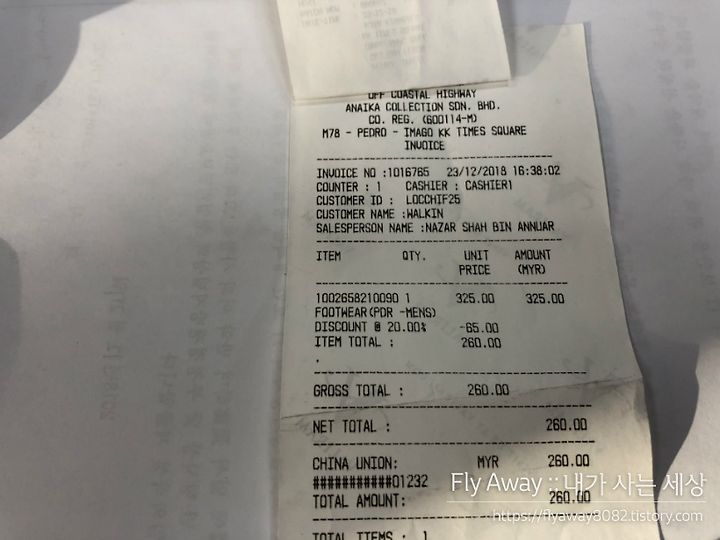 OFF COASTAL HIGHWAY
ANAIKA COLLECTION SDN. BHD.
CO. REG. (600114-M)
M78 - PEDRO - IMAGO KK TIMES SQUARE
INVOICE
INVOICE NO :1016765 23/12/2018 16:38:02
COUNTER : 1 CASHIER : CASHIER1
CUSTOMER ID : LOCCHIF25
CUSTOMER NAME :WALKIN
SALESPERSON NAME :NAZAR SHAH BIN ANNUAR
ITEM QTY. UNIT AMOUNT
PRICE (MYR)
1002658210090 1 325.00 325.00
FOOTWEAR(PDR -MENS)
DISCOUNT @ 20.00% -65.00
ITEM TOTAL : 260.00
.
GROSS TOTAL : 260.00
NET TOTAL : 260.00
CHINA UNION: MYR 260.00
###########01232
TOTAL AMOUNT: 260.00
TOTAL ITEMS : 1
Fly Away :: 내가 사는 세상
https://flyaway8082.tistory.com